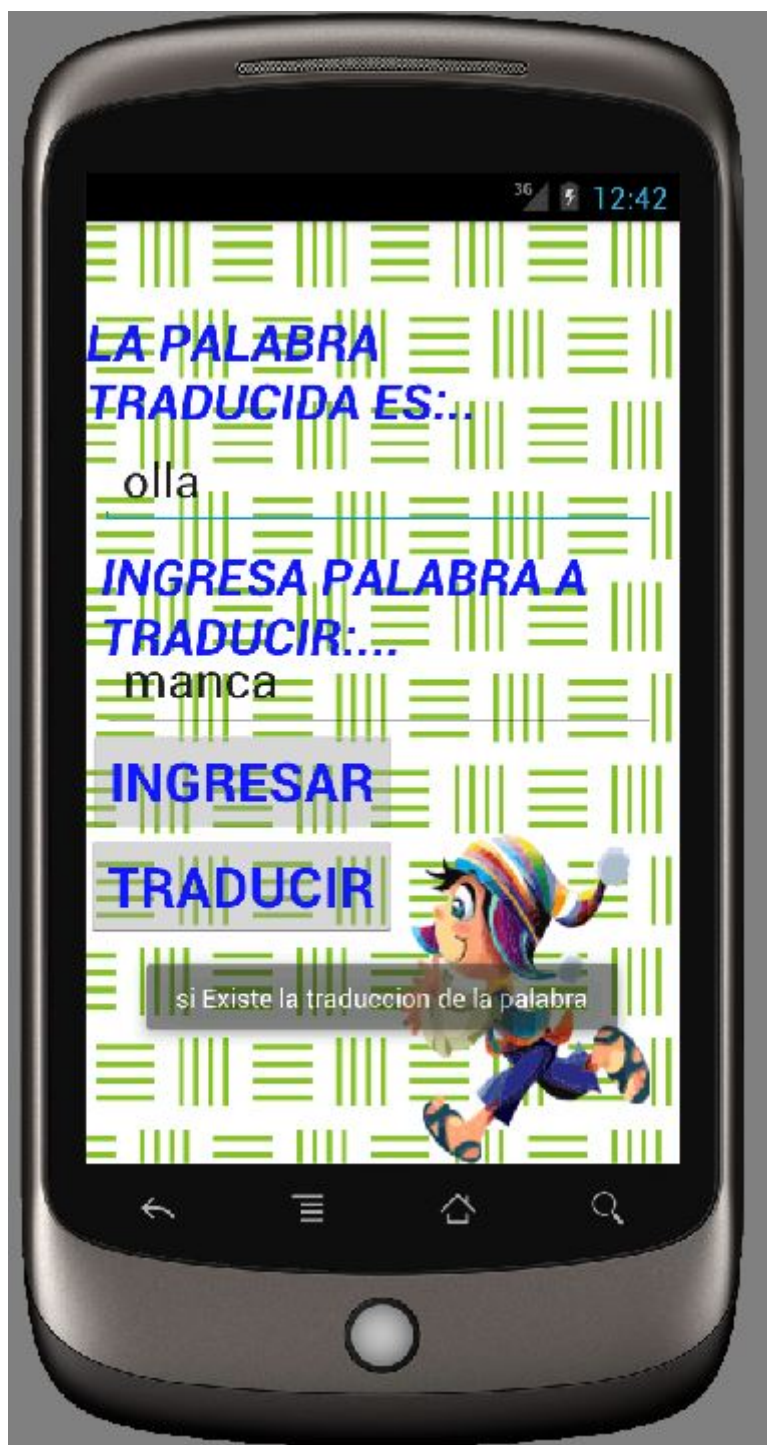 3G 12:42
LA PALABRA
TRADUCIDA ES:..
olla
INGRESA PALABRA A
TRADUCIR:...
manca
INGRESAR
TRADUCIR
si Existe la traduccion de la palabra